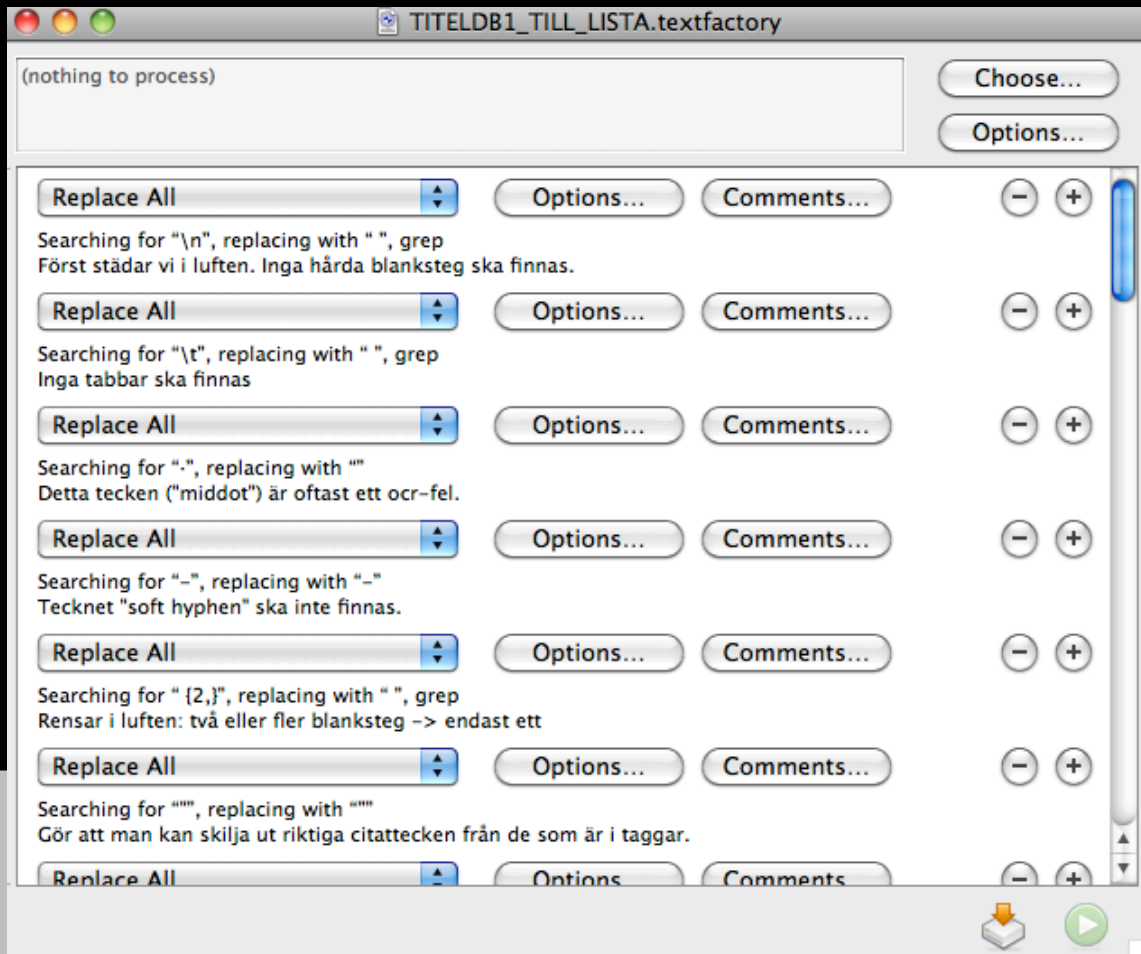 TITELDB1_TILL_LISTA.textfactory
(nothing to process)
Choose...
Options...
Replace All Options... Comments...
Searching for “\n”, replacing with “ ”, grep
Först städar vi i luften. Inga hårda blanksteg ska finnas.
Replace All Options... Comments...
Searching for “\t”, replacing with “ ”, grep
Inga tabbar ska finnas
Replace All Options... Comments...
Searching for “·”, replacing with “”
Detta tecken ("middot") är oftast ett ocr-fel.
Replace All Options... Comments...
Searching for “-”, replacing with “-”
Tecknet "soft hyphen" ska inte finnas.
Replace All Options... Comments...
Searching for “ {2,}”, replacing with “ ”, grep
Rensar i luften: två eller fler blanksteg -> endast ett
Replace All Options... Comments...
Searching for “"”, replacing with “"”
Gör att man kan skilja ut riktiga citattecken från de som är i taggar.
Replace All Options... Comments...